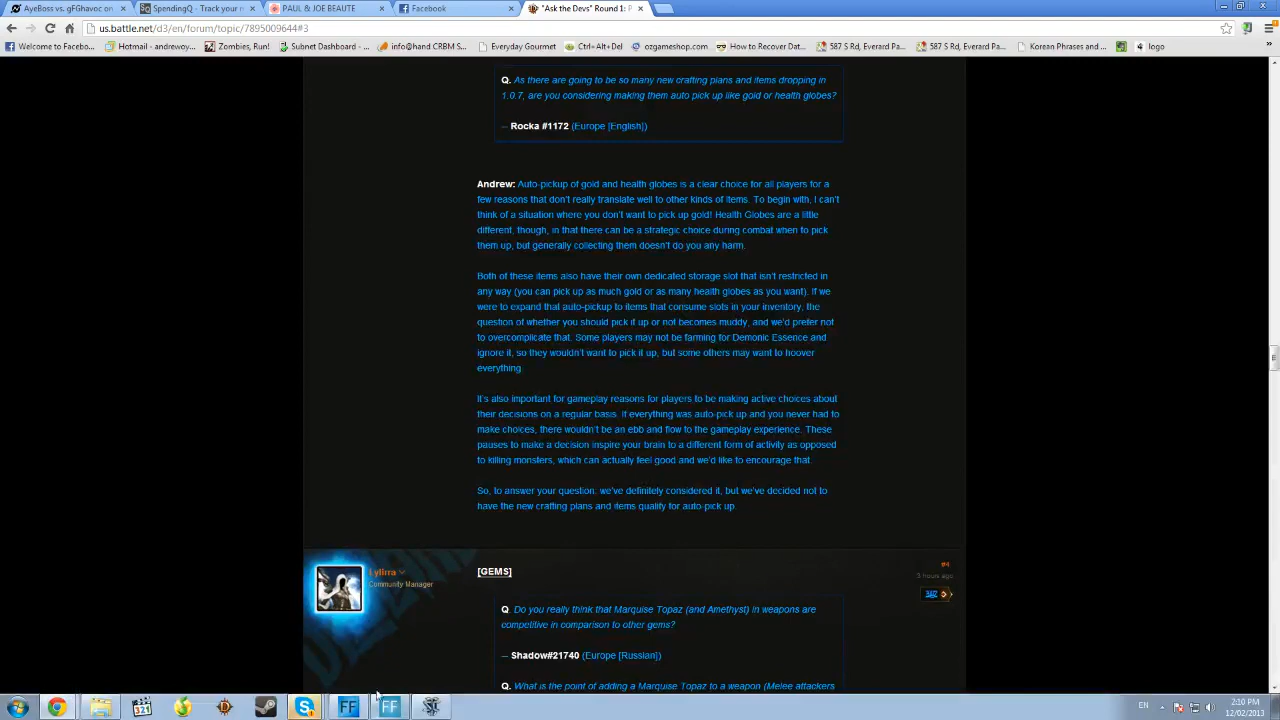 AyeBoss vs. gFGhavoc on
SpendingQ - Track your
PAUL & JOE BEAUTE
Facebook
"Ask the Devs" Round 1: P
us.battle.net/d3/en/forum/topic/7895009644#3
Welcome to Facebo...
Hotmail - andrewoy...
Zombies, Run!
Subnet Dashboard - ...
info@hand CRBM S...
Everyday Gourmet
Ctrl+Alt+Del
ozgameshop.com
How to Recover Dat...
587 S Rd, Everard Pa...
587 S Rd, Everard Pa...
Korean Phrases and ...
logo
»
Q. As there are going to be so many new crafting plans and items dropping in
1.0.7, are you considering making them auto pick up like gold or health globes?
— Rocka #1172 (Europe [English])
Andrew: Auto-pickup of gold and health globes is a clear choice for all players for a
few reasons that don't really translate well to other kinds of items. To begin with, I can't
think of a situation where you don't want to pick up gold! Health Globes are a little
different, though, in that there can be a strategic choice during combat when to pick
them up, but generally collecting them doesn't do you any harm.
Both of these items also have their own dedicated storage slot that isn't restricted in
any way (you can pick up as much gold or as many health globes as you want). If we
were to expand that auto-pickup to items that consume slots in your inventory, the
question of whether you should pick it up or not becomes muddy, and we'd prefer not
to overcomplicate that. Some players may not be farming for Demonic Essence and
ignore it, so they wouldn't want to pick it up, but some others may want to hoover
everything.
It's also important for gameplay reasons for players to be making active choices about
their decisions on a regular basis. If everything was auto-pick up and you never had to
make choices, there wouldn't be an ebb and flow to the gameplay experience. These
pauses to make a decision inspire your brain to a different form of activity as opposed
to killing monsters, which can actually feel good and we'd like to encourage that.
So, to answer your question: we've definitely considered it, but we've decided not to
have the new crafting plans and items qualify for auto-pick up.
Lylirra
Community Manager
[GEMS]
#4
3 hours ago
Q. Do you really think that Marquise Topaz (and Amethyst) in weapons are
competitive in comparison to other gems?
— Shadow#21740 (Europe [Russian])
Q. What is the point of adding a Marquise Topaz to a weapon (Melee attackers
321
FF
FF
EN
2:10 PM
12/02/2013